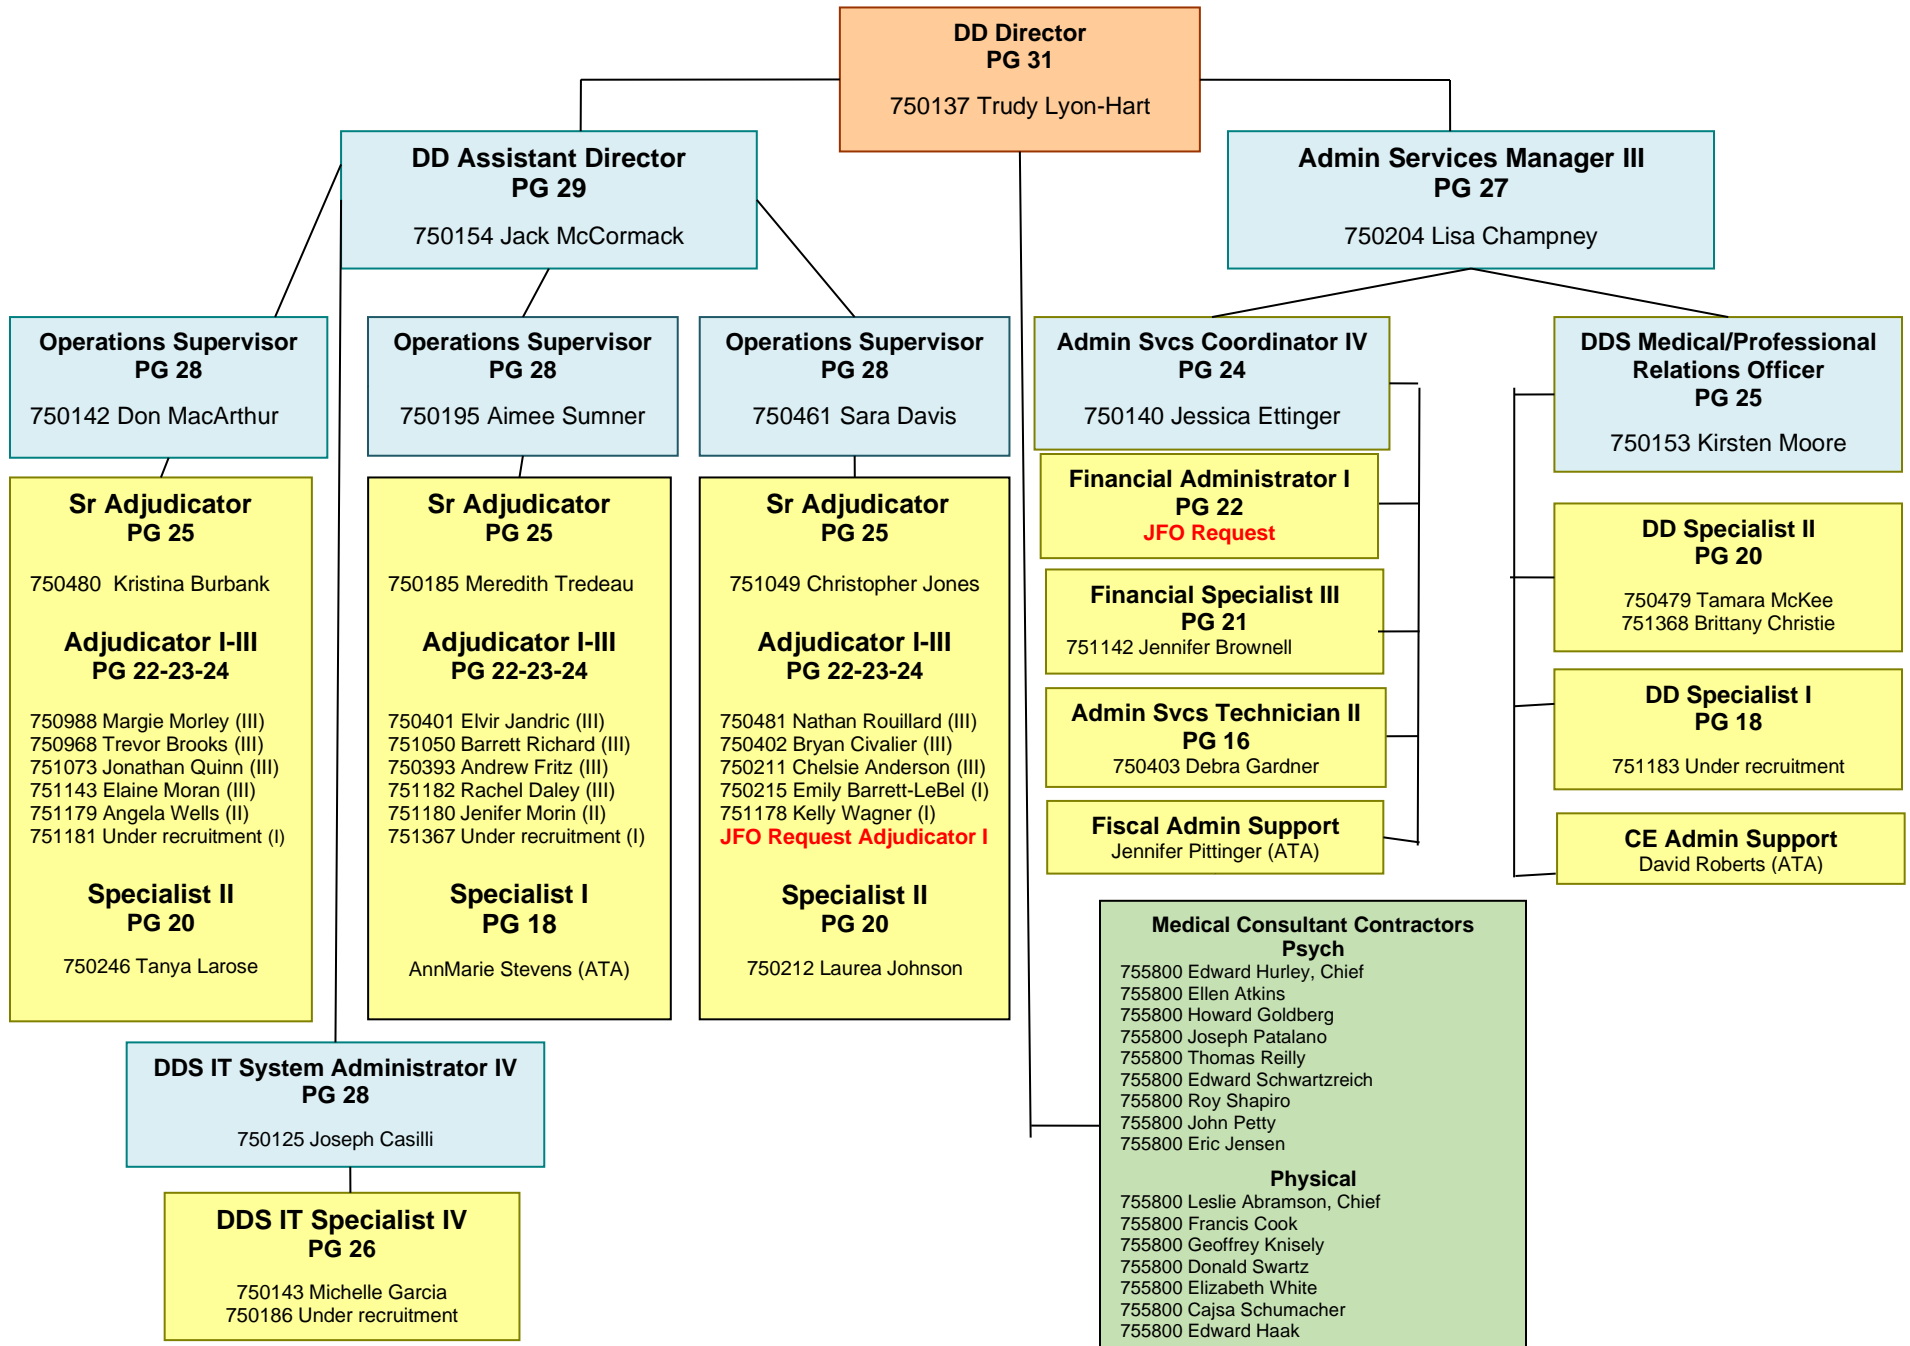 DD Director
PG 31
750137 Trudy Lyon-Hart
DD Assistant Director
PG 29
750154 Jack McCormack
Admin Services Manager III
PG 27
750204 Lisa Champney
Operations Supervisor
PG 28
750142 Don MacArthur
Operations Supervisor
PG 28
750195 Aimee Sumner
Operations Supervisor
PG 28
750461 Sara Davis
Admin Svcs Coordinator IV
PG 24
750140 Jessica Ettinger
DDS Medical/Professional
Relations Officer
PG 25
750153 Kirsten Moore
Sr Adjudicator
PG 25
750480 Kristina Burbank
Adjudicator I-III
PG 22-23-24
750988 Margie Morley (III)
750968 Trevor Brooks (III)
751073 Jonathan Quinn (III)
751143 Elaine Moran (III)
751179 Angela Wells (II)
751181 Under recruitment (I)
Specialist II
PG 20
750246 Tanya Larose
Sr Adjudicator
PG 25
750185 Meredith Tredeau
Adjudicator I-III
PG 22-23-24
750401 Elvir Jandric (III)
751050 Barrett Richard (III)
750393 Andrew Fritz (III)
751182 Rachel Daley (III)
751180 Jenifer Morin (II)
751367 Under recruitment (I)
Specialist I
PG 18
AnnMarie Stevens (ATA)
Sr Adjudicator
PG 25
751049 Christopher Jones
Adjudicator I-III
PG 22-23-24
750481 Nathan Rouillard (III)
750402 Bryan Civalier (III)
750211 Chelsie Anderson (III)
750215 Emily Barrett-LeBel (I)
751178 Kelly Wagner (I)
JFO Request Adjudicator I
Specialist II
PG 20
750212 Laurea Johnson
Financial Administrator I
PG 22
JFO Request
Financial Specialist III
PG 21
751142 Jennifer Brownell
Admin Svcs Technician II
PG 16
750403 Debra Gardner
Fiscal Admin Support
Jennifer Pittinger (ATA)
DD Specialist II
PG 20
750479 Tamara McKee
751368 Brittany Christie
DD Specialist I
PG 18
751183 Under recruitment
CE Admin Support
David Roberts (ATA)
DDS IT System Administrator IV
PG 28
750125 Joseph Casilli
DDS IT Specialist IV
PG 26
750143 Michelle Garcia
750186 Under recruitment
Medical Consultant Contractors
Psych
755800 Edward Hurley, Chief
755800 Ellen Atkins
755800 Howard Goldberg
755800 Joseph Patalano
755800 Thomas Reilly
755800 Edward Schwartzreich
755800 Roy Shapiro
755800 John Petty
755800 Eric Jensen
Physical
755800 Leslie Abramson, Chief
755800 Francis Cook
755800 Geoffrey Knisely
755800 Donald Swartz
755800 Elizabeth White
755800 Cajsa Schumacher
755800 Edward Haak